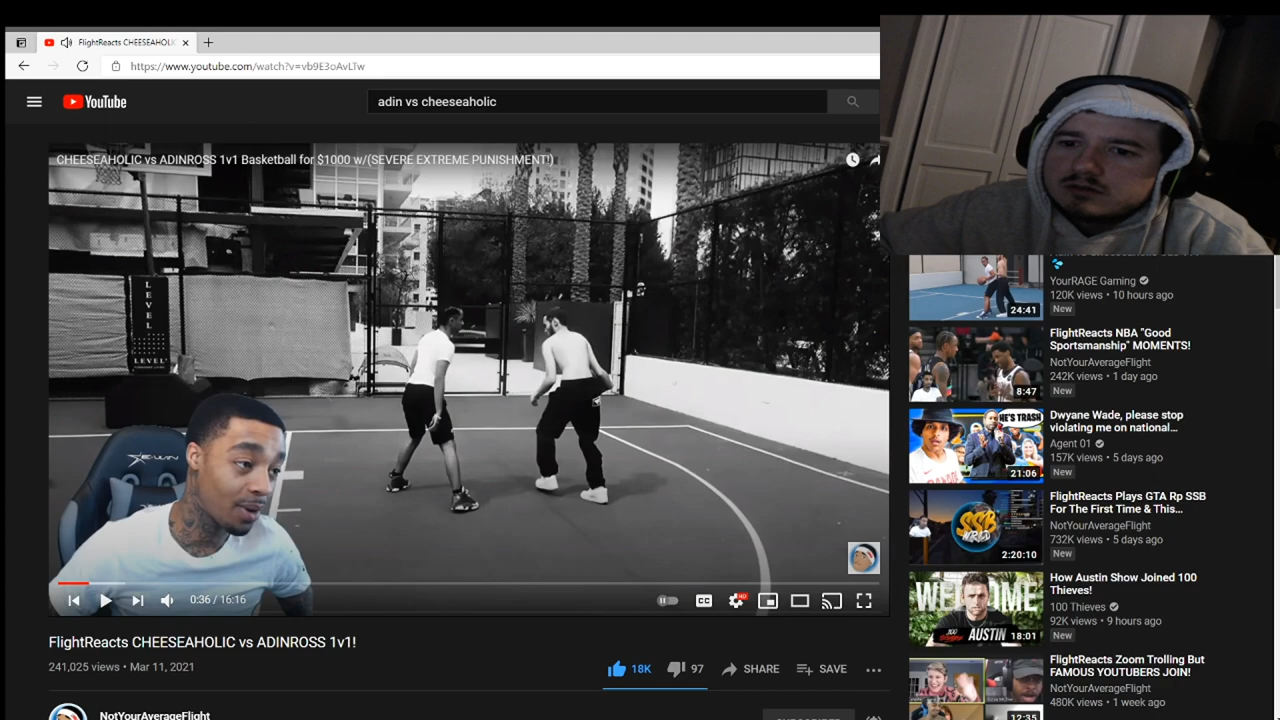 FlightReacts CHEESEAHOLIC
https://www.youtube.com/watch?v=vb9E3oAvLTw
YouTube
adin vs cheeseaholic
CHEESEAHOLIC vs ADINROSS 1v1 Basketball for $1000 w/(SEVERE EXTREME PUNISHMENT!)
LEVEL
LEVEL
0:36 / 16:16
CC
HD
FlightReacts CHEESEAHOLIC vs ADINROSS 1v1!
241,025 views • Mar 11, 2021
18K
97
SHARE
SAVE
NotYourAverageFlight
YourRAGE Gaming
120K views • 10 hours ago
New
24:41
FlightReacts NBA "Good
Sportsmanship" MOMENTS!
NotYourAverageFlight
242K views • 1 day ago
New
8:47
Dwyane Wade, please stop
violating me on national...
Agent 01
157K views • 5 days ago
New
HE'S TRASH
21:06
FlightReacts Plays GTA Rp SSB
For The First Time & This...
NotYourAverageFlight
732K views • 5 days ago
New
SSB
WRLD
2:20:10
How Austin Show Joined 100
Thieves!
100 Thieves
92K views • 9 hours ago
New
WELCOME
AUSTIN
18:01
FlightReacts Zoom Trolling But
FAMOUS YOUTUBERS JOIN!
NotYourAverageFlight
480K views • 1 week ago
12:35